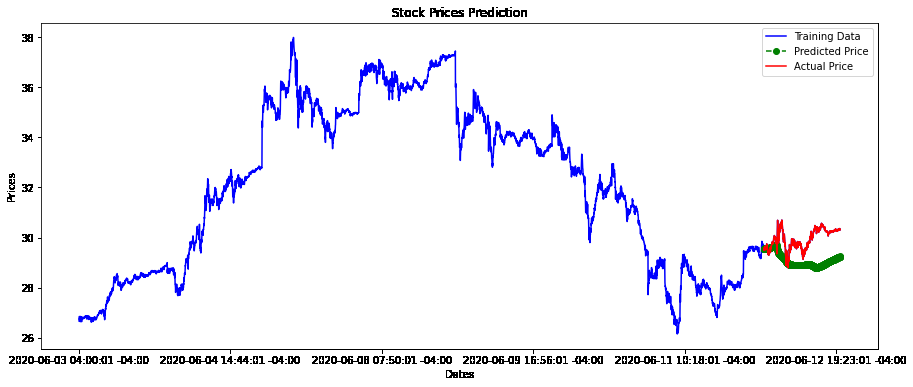 Stock Prices Prediction
Training Data
Predicted Price
Actual Price
38
36
34
32
30
28
26
Prices
2020-06-03 04:00:01 -04:00
2020-06-04 14:44:01 -04:00
2020-06-08 07:50:01 -04:00
2020-06-09 16:56:01 -04:00
2020-06-11 10:18:01 -04:00
2020-06-12 19:23:01 -04:00
Dates